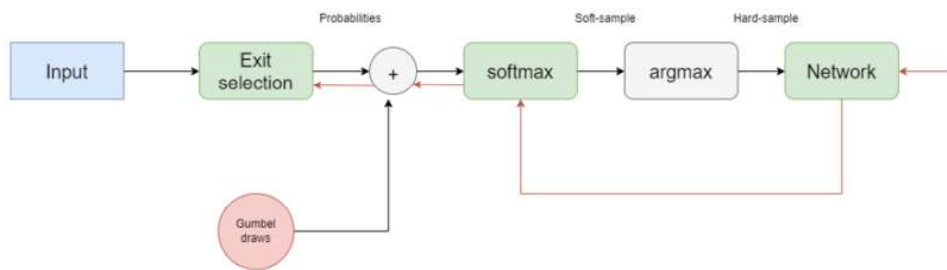 Probabilities
Soft-sample
Hard-sample
Input
Exit
selection
+
softmax
argmax
Network
Gumbel
draws